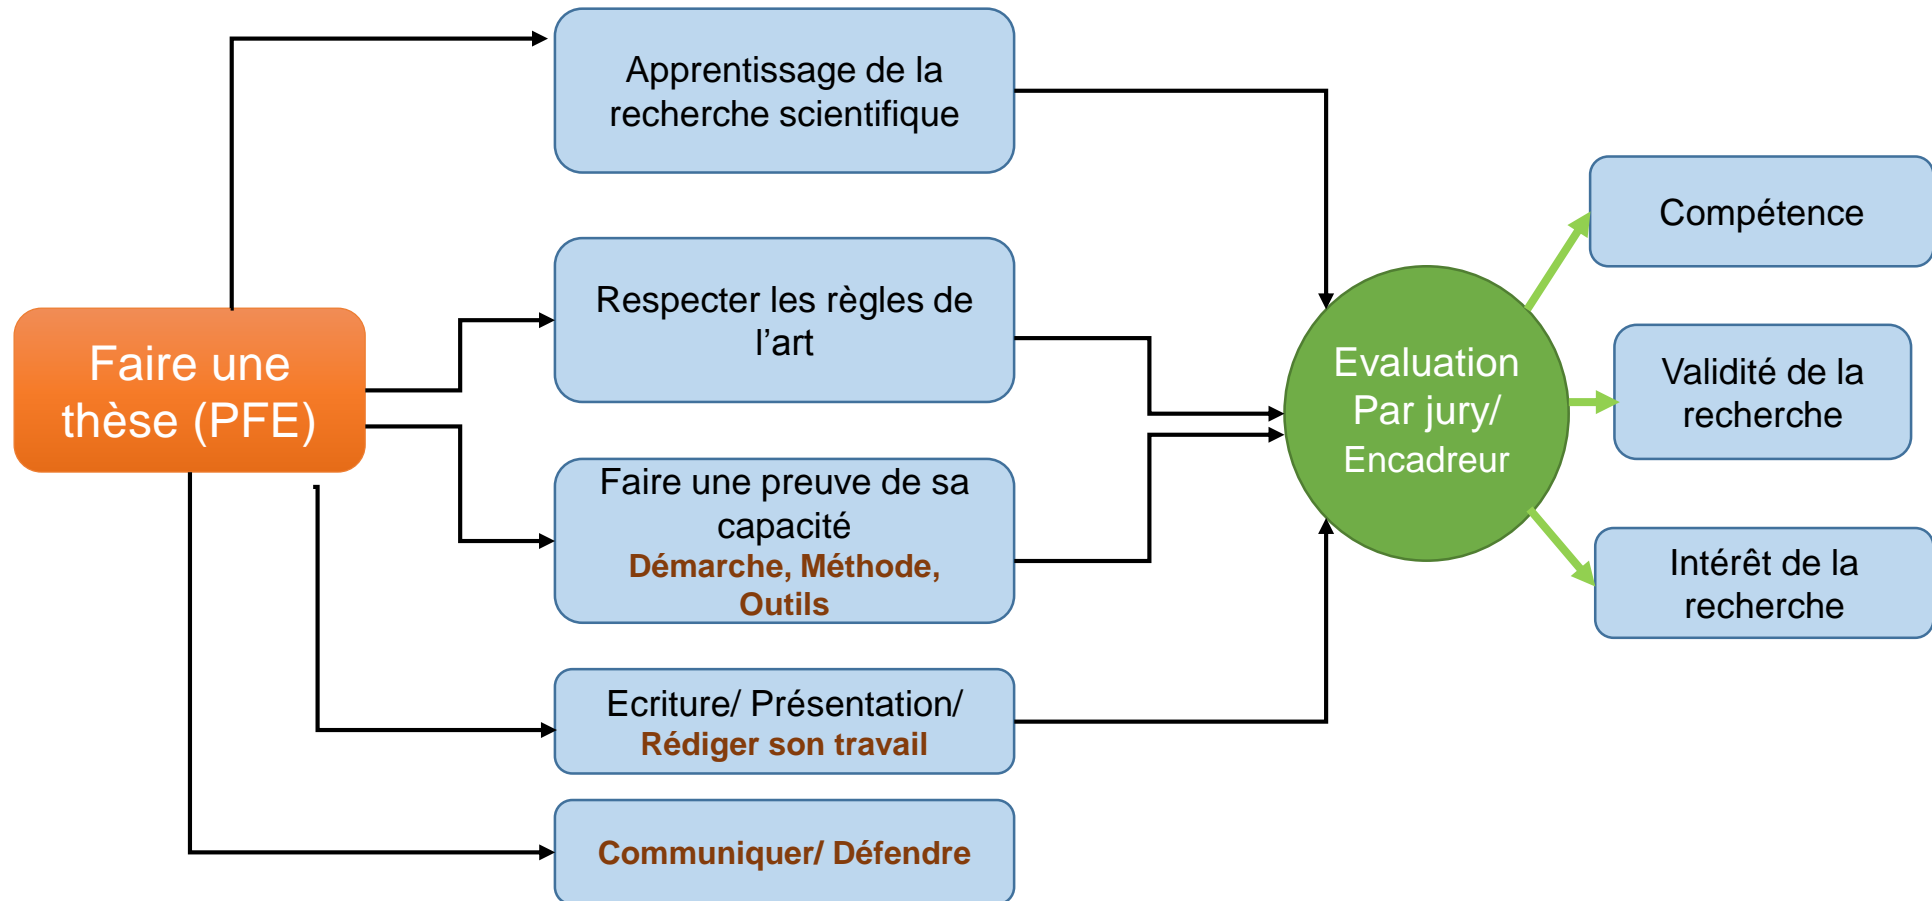 Faire une
thèse (PFE)
Apprentissage de la
recherche scientifique
Respecter les règles de
l’art
Faire une preuve de sa
capacité
Démarche, Méthode,
Outils
Ecriture/ Présentation/
Rédiger son travail
Communiquer/ Défendre
Evaluation
Par jury/
Encadreur
Compétence
Validité de la
recherche
Intérêt de la
recherche